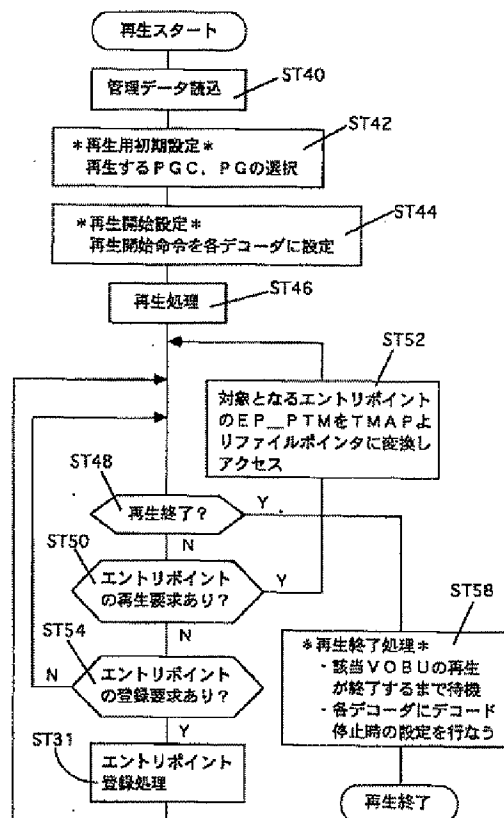 再生スタート
ST40
管理データ読込
ST42
＊再生用初期設定＊
再生するPGC，PGの選択
ST44
＊再生開始設定＊
再生開始命令を各デコーダに設定
ST46
再生処理
ST52
対象となるエントリポイント
のEP＿PTMをTMAPよ
リファイルポインタに変換し
アクセス
ST48
再生終了？
Y
N
ST50
エントリポイント
の再生要求あり？
Y
N
ST54
エントリポイント
の登録要求あり？
N
Y
ST31
エントリポイント
登録処理
ST58
＊再生終了処理＊
- 該当VOBUの再生
が終了するまで待機
- 各デコーダにデコード
停止時の設定を行なう
再生終了